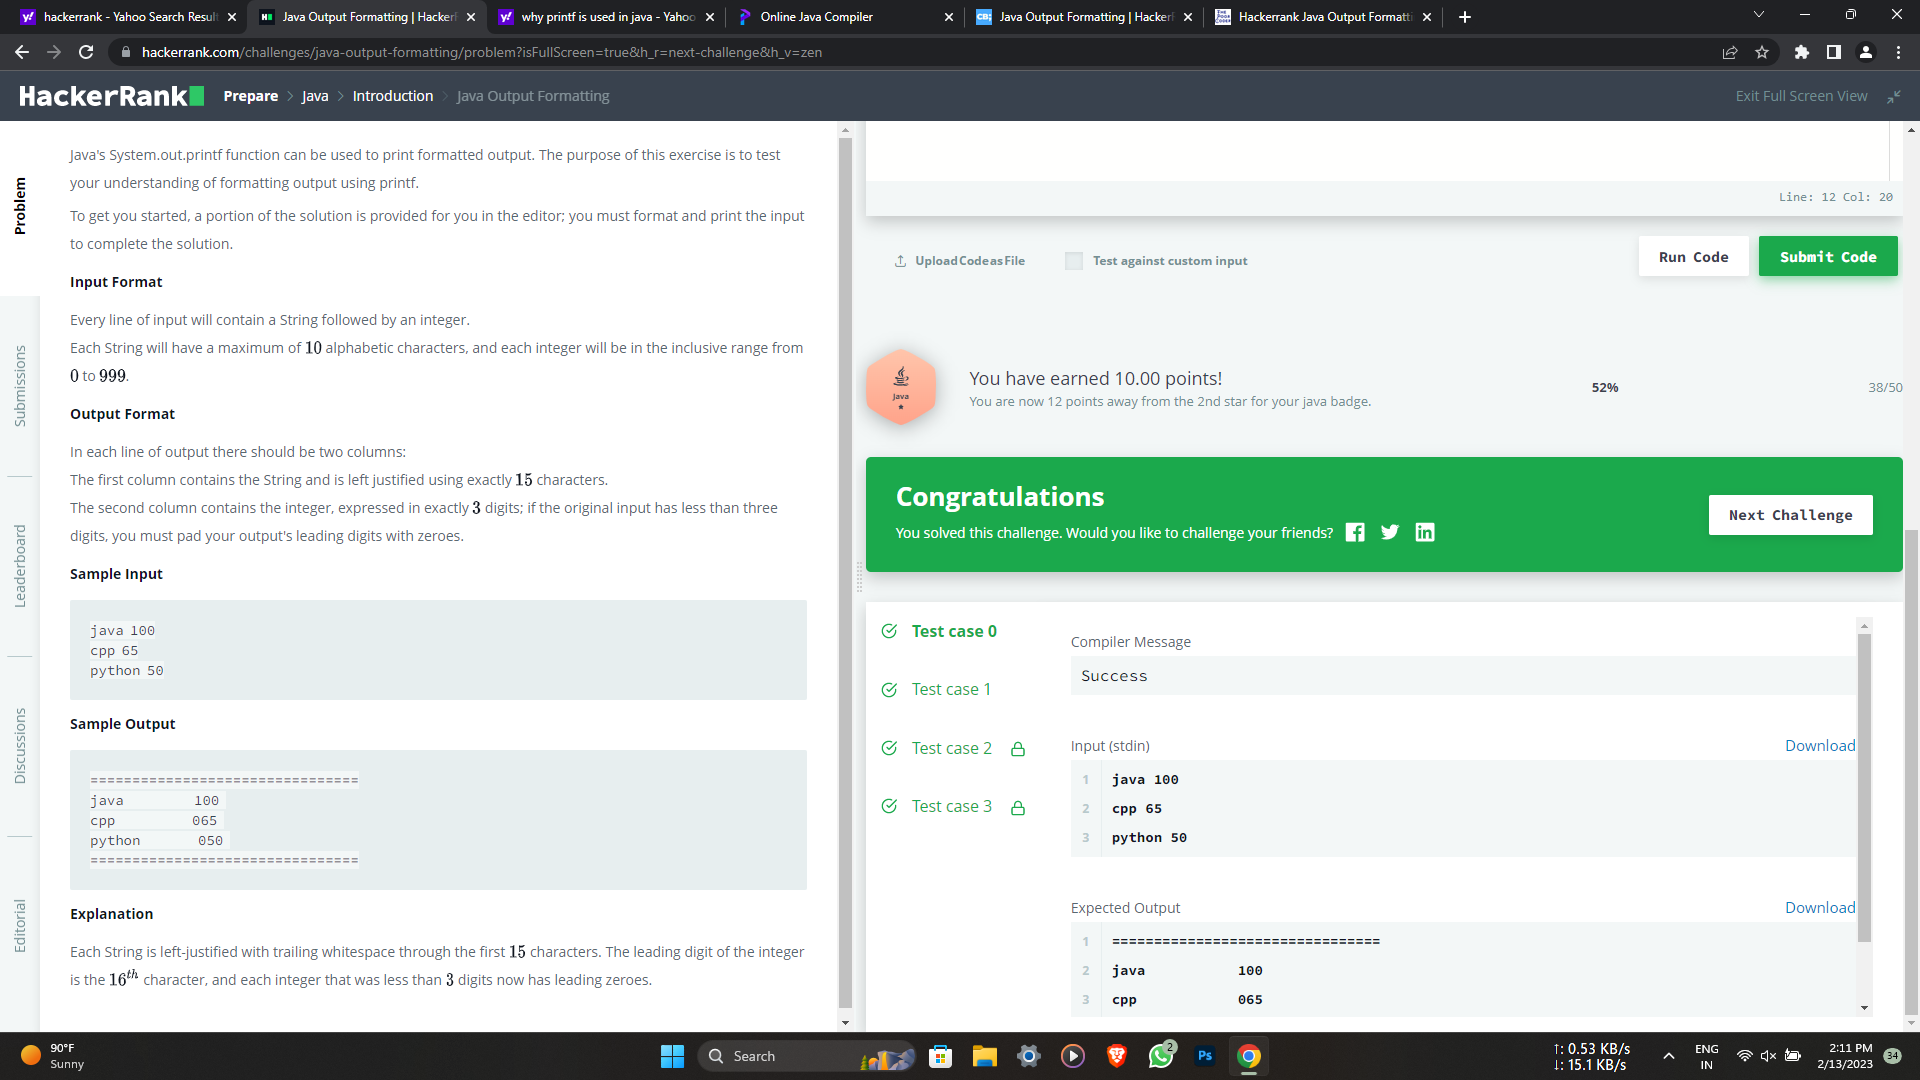 hackerrank - Yahoo Search Result
Java Output Formatting | HackerR
why printf is used in java - Yahoo
Online Java Compiler
Java Output Formatting | Hackerr
Hackerrank Java Output Formatti
hackerrank.com/challenges/java-output-formatting/problem?isFullScreen=true&h_r=next-challenge&h_v=zen
HackerRank
Prepare > Java > Introduction > Java Output Formatting
Exit Full Screen View
Problem
Submissions
Leaderboard
Discussions
Editorial
Java's System.out.printf function can be used to print formatted output. The purpose of this exercise is to test
your understanding of formatting output using printf.
To get you started, a portion of the solution is provided for you in the editor; you must format and print the input
to complete the solution.
Input Format
Every line of input will contain a String followed by an integer.
Each String will have a maximum of 10 alphabetic characters, and each integer will be in the inclusive range from
0 to 999.
Output Format
In each line of output there should be two columns:
The first column contains the String and is left justified using exactly 15 characters.
The second column contains the integer, expressed in exactly 3 digits; if the original input has less than three
digits, you must pad your output's leading digits with zeroes.
Sample Input
java 100
cpp 65
python 50
Sample Output
================================
java           100
cpp            065
python         050
================================
Explanation
Each String is left-justified with trailing whitespace through the first 15 characters. The leading digit of the integer
is the 16th character, and each integer that was less than 3 digits now has leading zeroes.
Line: 12 Col: 20
Upload Code as File
Test against custom input
Run Code
Submit Code
Java
You have earned 10.00 points!
You are now 12 points away from the 2nd star for your java badge.
52%
38/50
Congratulations
You solved this challenge. Would you like to challenge your friends?
Next Challenge
Test case 0
Test case 1
Test case 2
Test case 3
Compiler Message
Success
Input (stdin)
Download
1 java 100
2 cpp 65
3 python 50
Expected Output
Download
1 ================================
2 java           100
3 cpp            065
90°F
Sunny
Search
2
Ps
↑: 0.53 KB/s
↓: 15.1 KB/s
ENG
IN
2:11 PM
2/13/2023
34